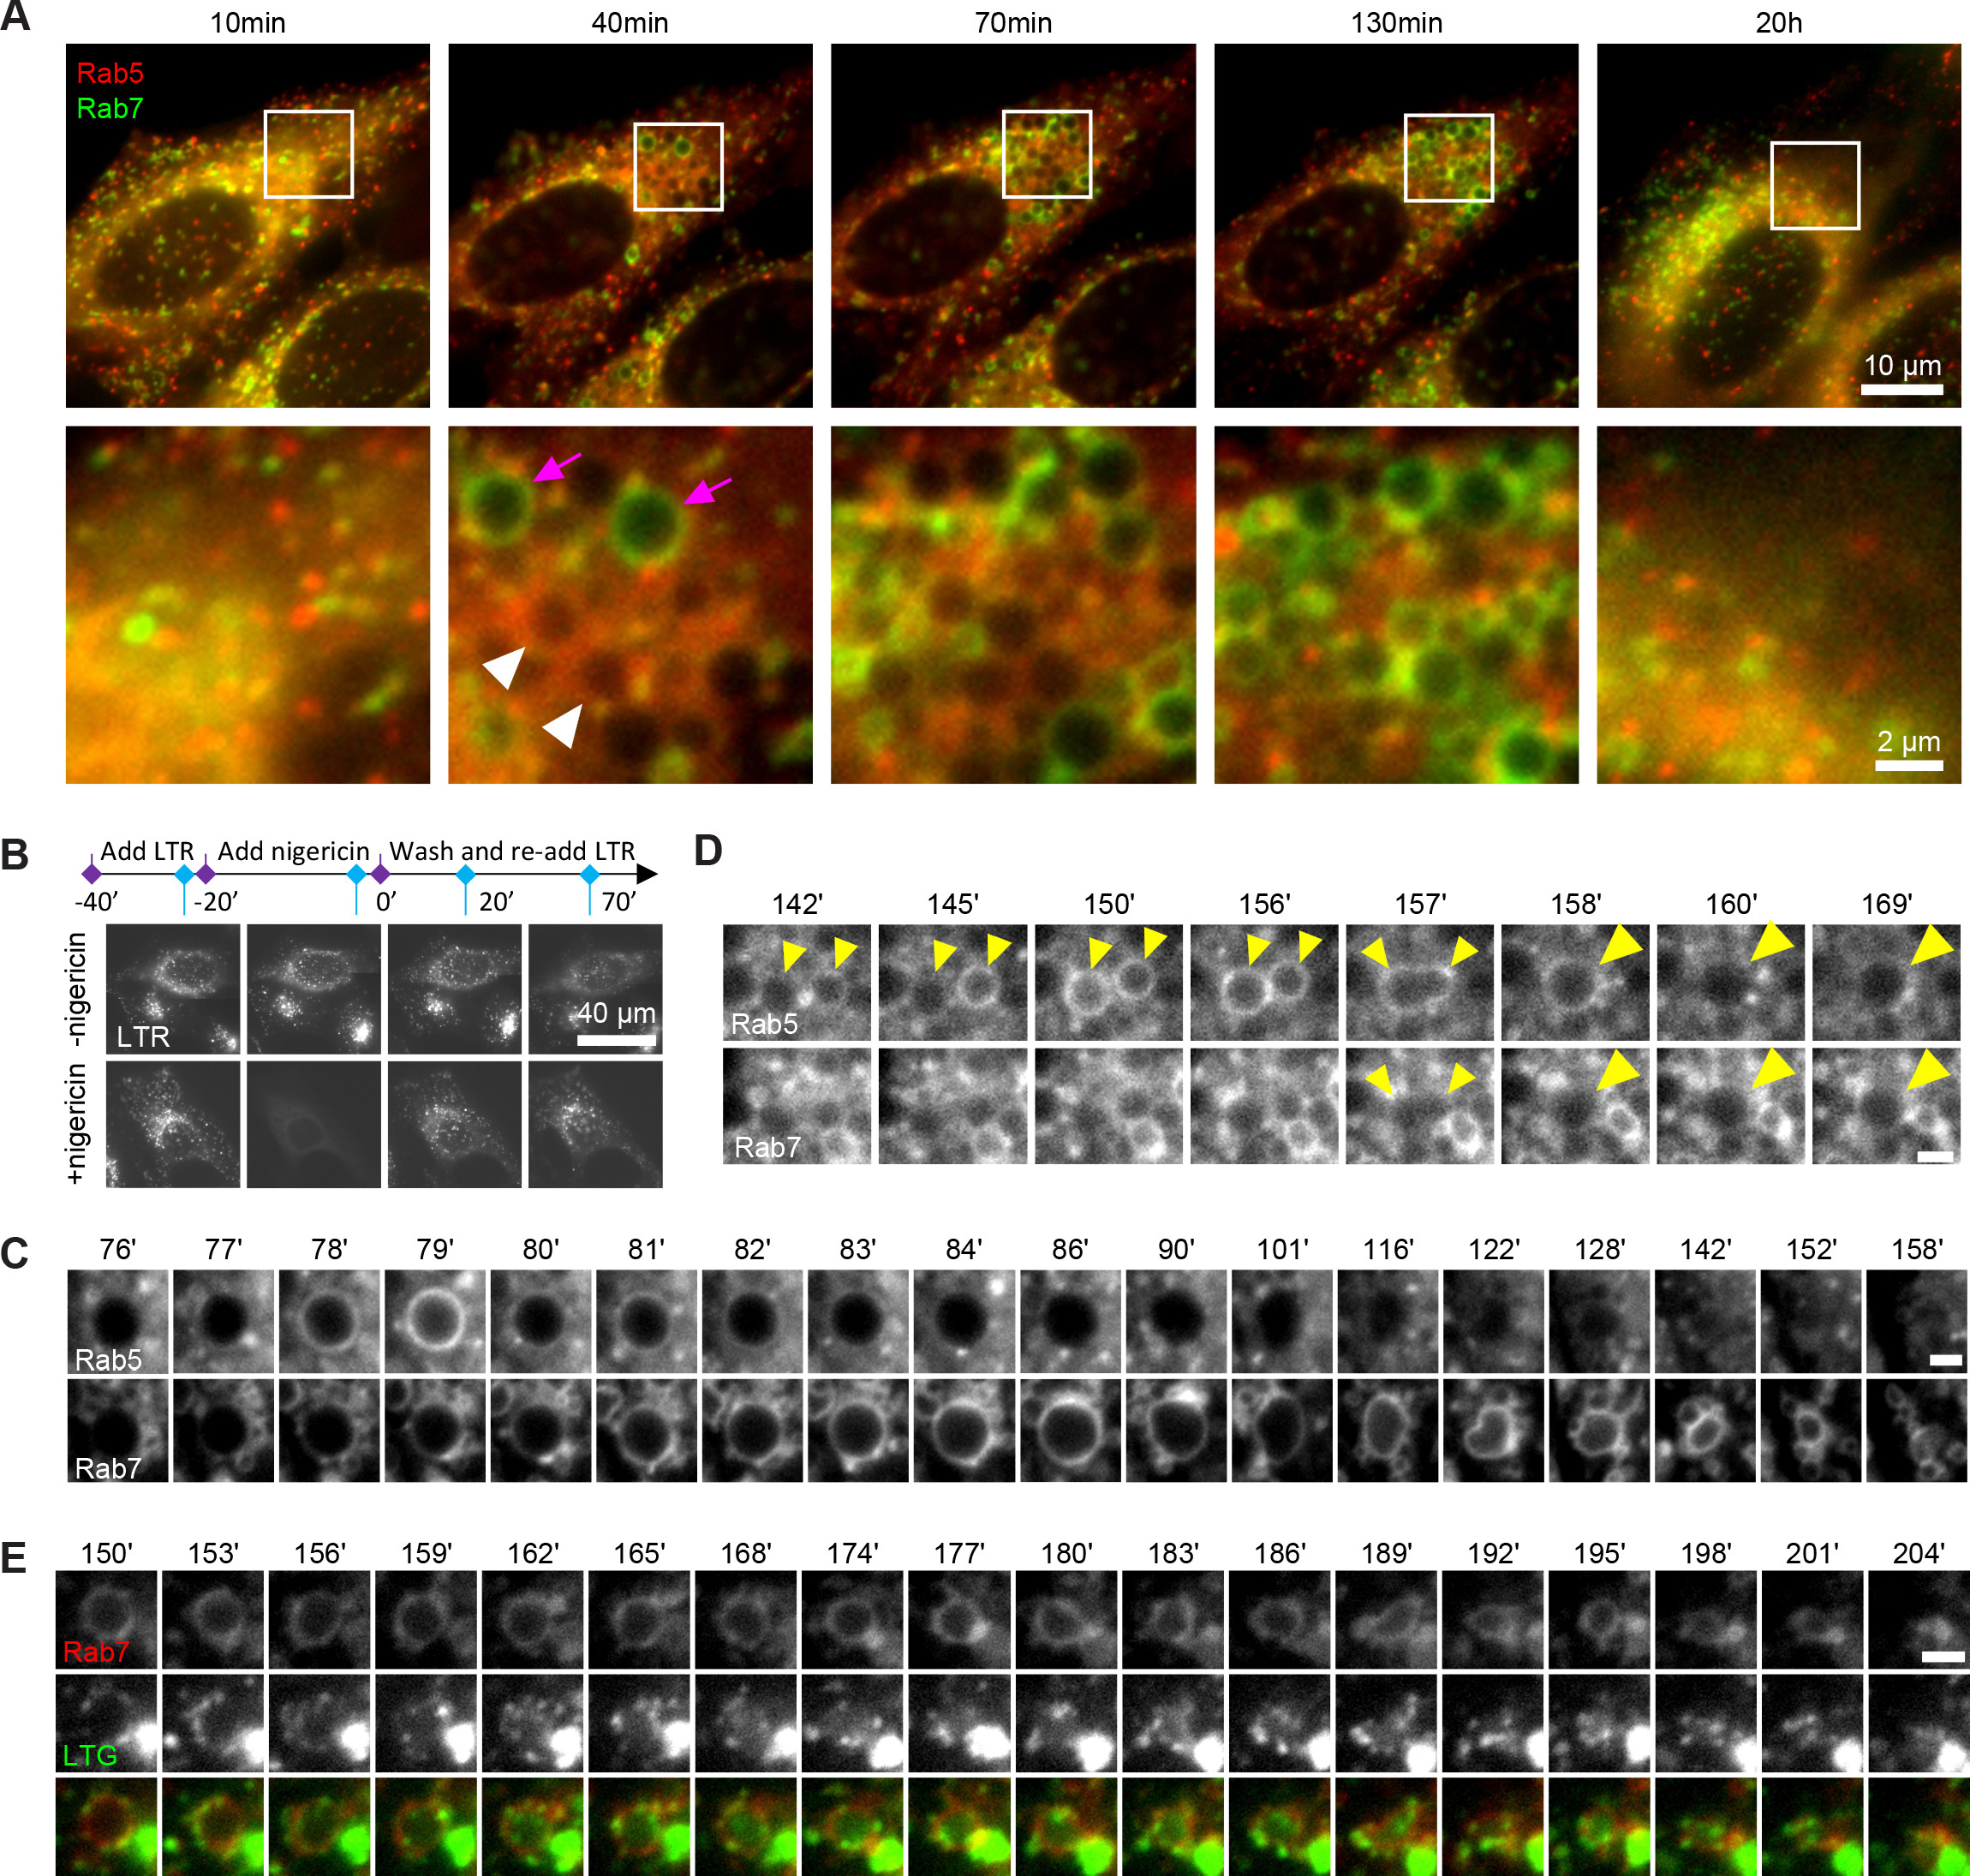 A
10min 40min 70min 130min 20h
Rab5
Rab7
10 µm
2 µm
B
Add LTR Add nigericin Wash and re-add LTR
-40’ -20’ 0’ 20’ 70’
-nigericin
LTR
40 µm
+nigericin
D
142' 145' 150' 156' 157' 158' 160' 169'
Rab5
Rab7
C
76' 77' 78' 79' 80' 81' 82' 83' 84' 86' 90' 101' 116' 122' 128' 142' 152' 158'
Rab5
Rab7
E
150' 153' 156' 159' 162' 165' 168' 174' 177' 180' 183' 186' 189' 192' 195' 198' 201' 204'
Rab7
LTG